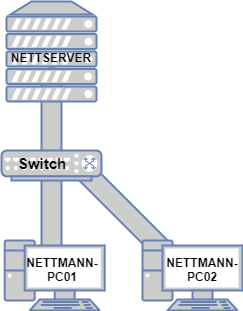 NETTSERVER
Switch
NETTMANN-
PC01
NETTMANN-
PC02